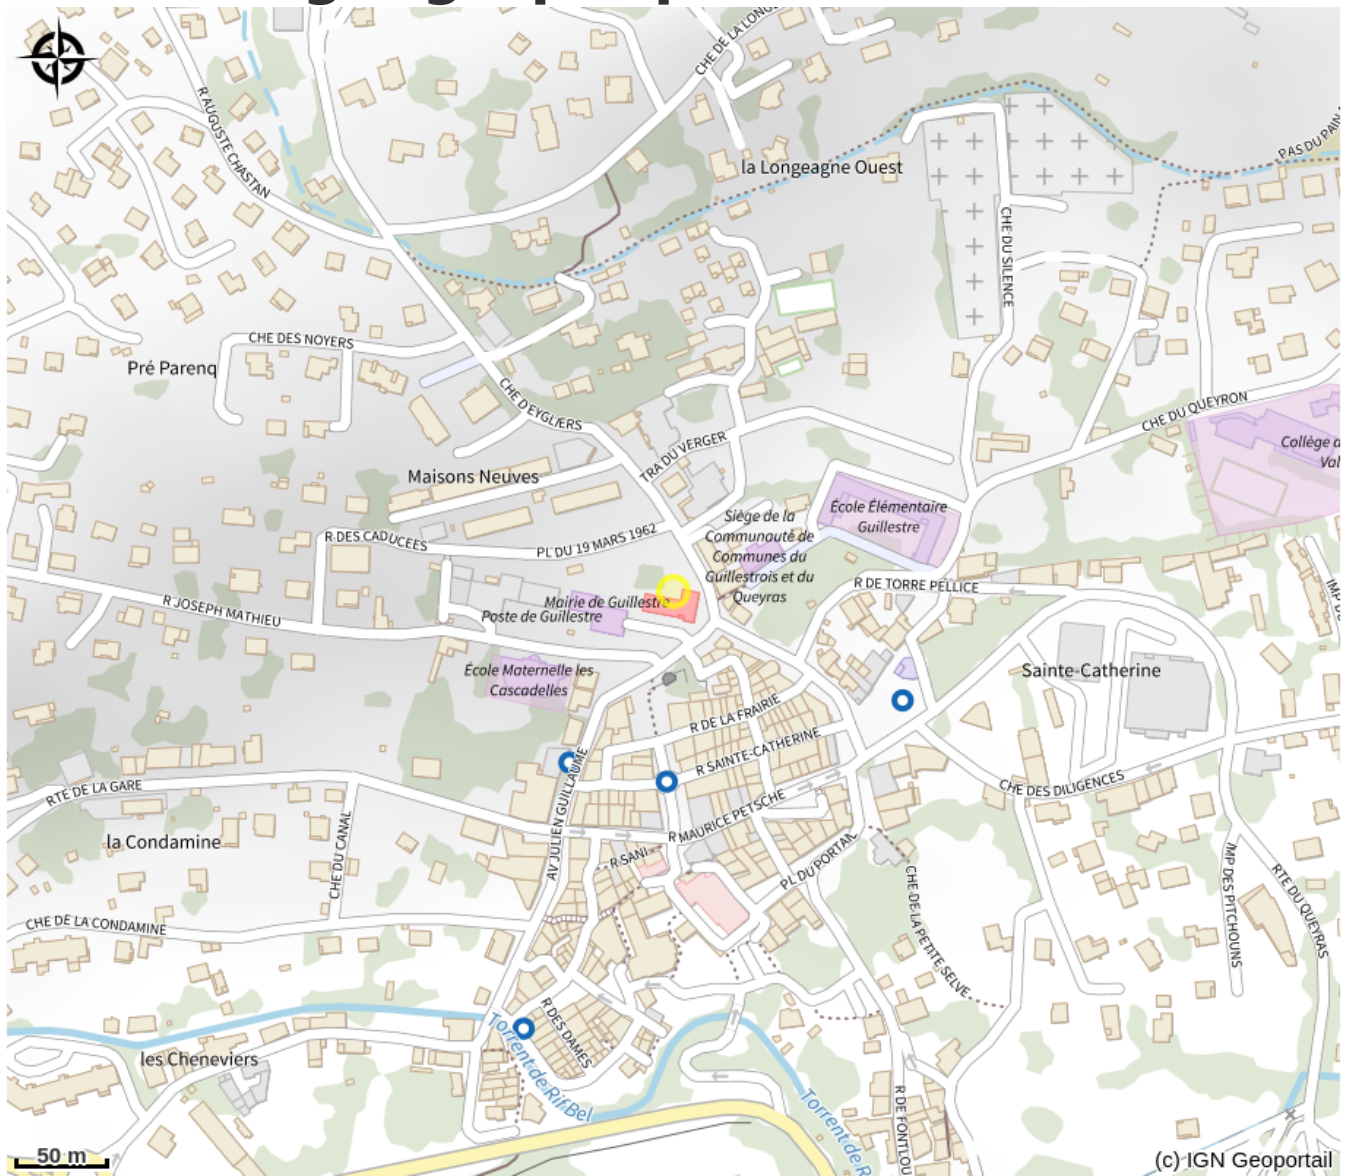 CHE DE LA LONG
R AUGUSTE CHASTAN
la Longeagne Ouest
PAS DU PAIN
CHE DU SILENCE
CHE DES NOYERS
Pré Parenq
CHE D'EYGLIERS
CHE DU QUEYRON
TRA DU VERGER
Collège d
Val
Maisons Neuves
École Élémentaire
Guillestre
Siège de la
Communauté de
Communes du
Guillestrois et du
Queyras
R DES CADUCEES
PL DU 19 MARS 1962
R DE TORRE PELLICE
IMP DU
R JOSEPH MATHIEU
Mairie de Guillestre
Poste de Guillestre
École Maternelle les
Cascadelles
Sainte-Catherine
R DE LA FRAIRIE
R SAINTE-CATHERINE
RTE DE LA GARE
AV JULIEN GUILLAUME
CHE DES DILIGENCES
R MAURICE PETSCHE
la Condamine
CHE DU CANAL
R SANI
PL DU PORTAL
CHE DE LA PETITE SELVE
IMP DES PITCHOUNS
RTE DU QUEYRAS
CHE DE LA CONDAMINE
R DES DAMES
les Cheneviers
Torrent de Rif Bel
Torrent de R
R DE FONTLOU
50 m
(c) IGN Geoportail